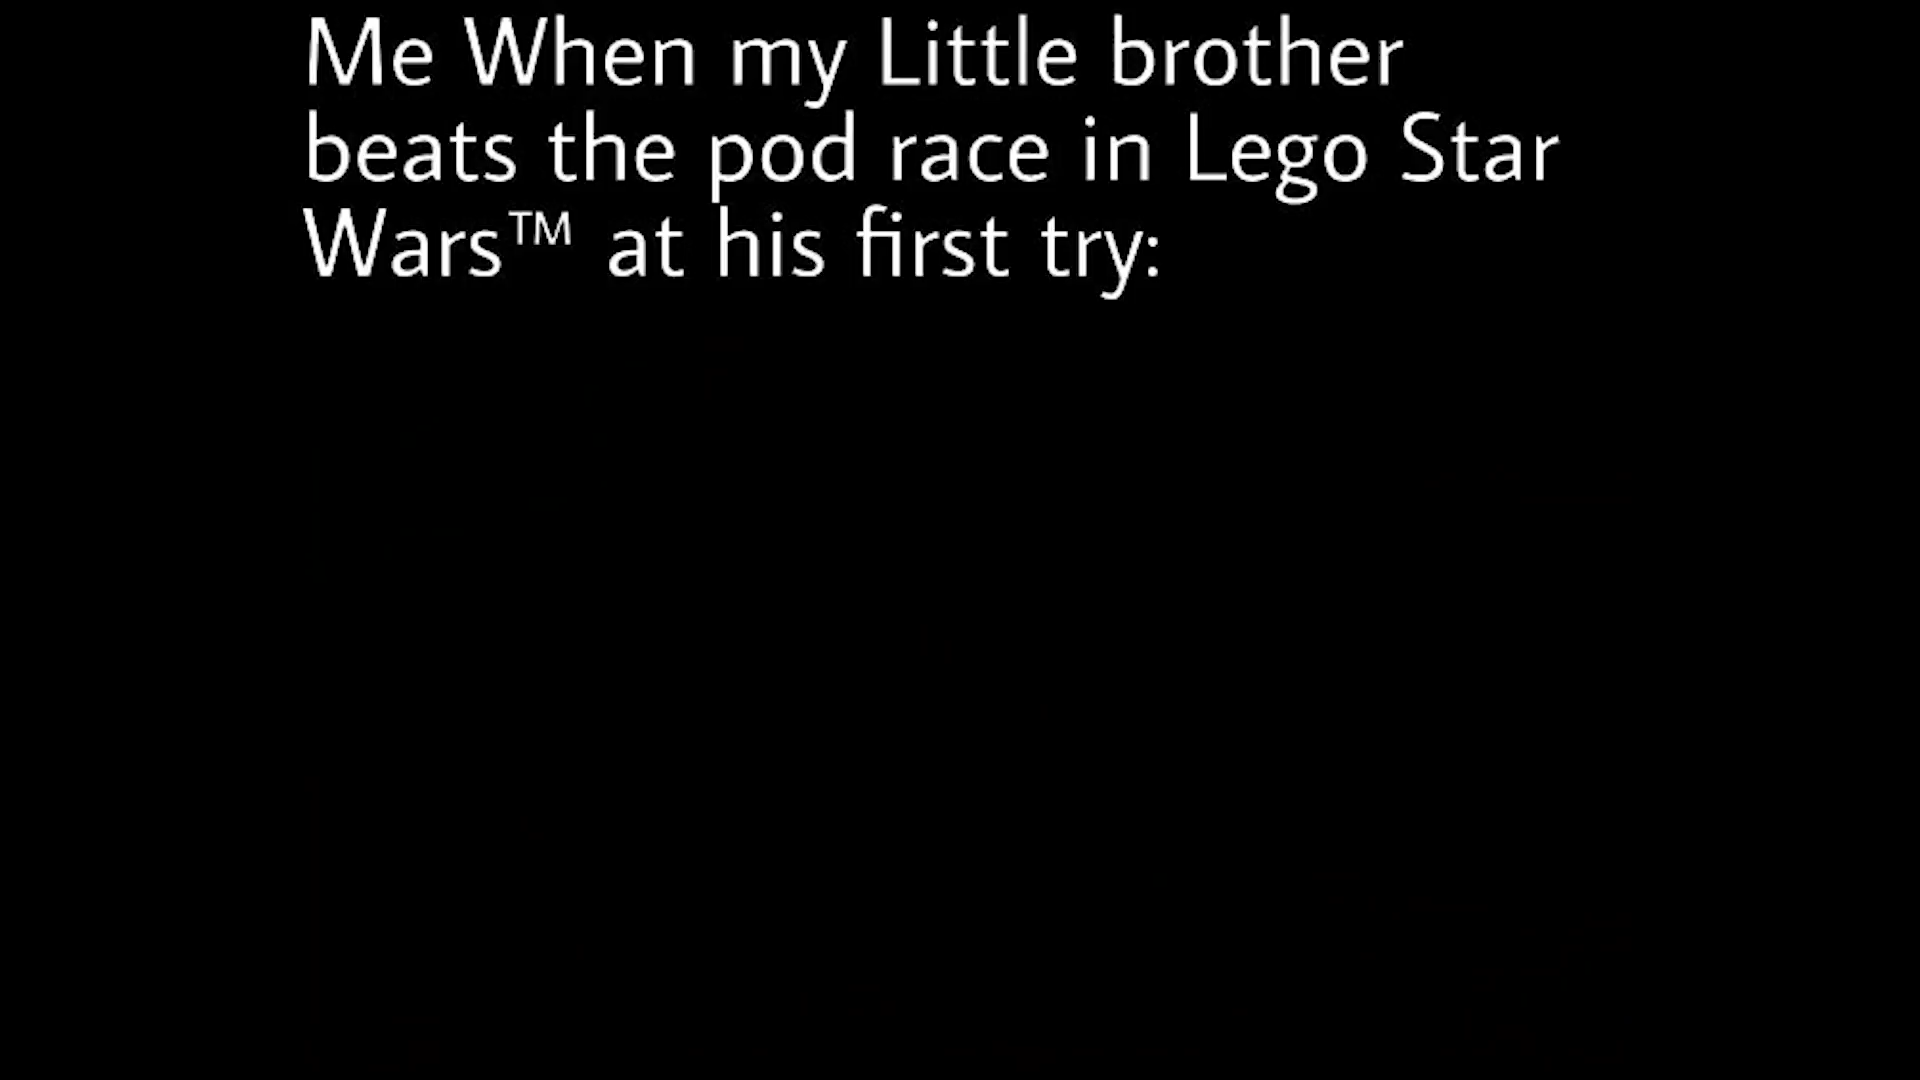 Me When my Little brother
beats the pod race in Lego Star
Wars™ at his first try: